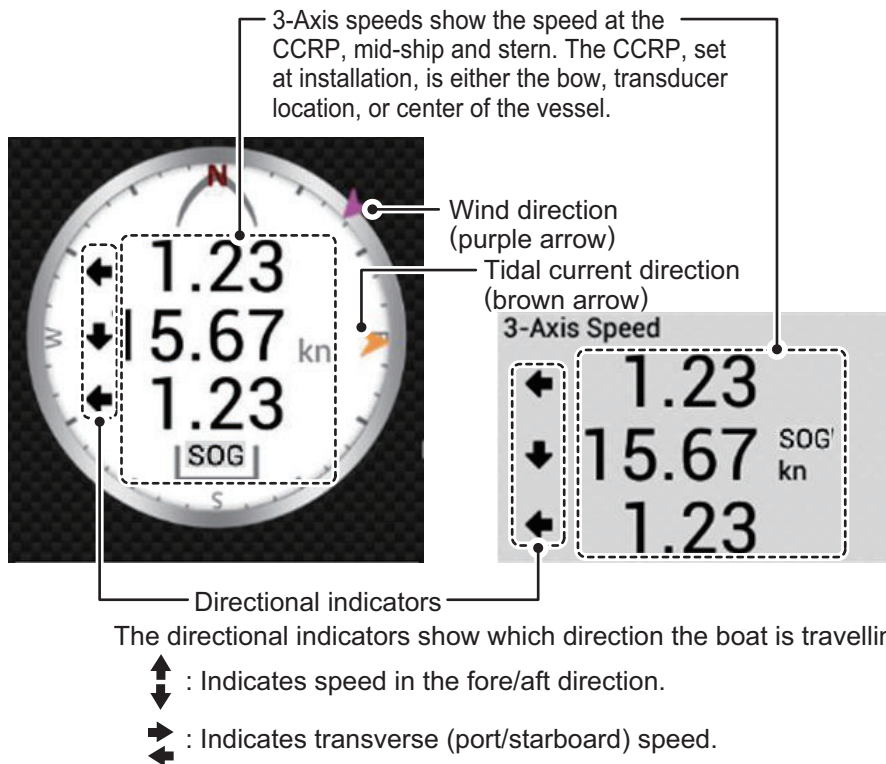 3-Axis speeds show the speed at the
CCRP, mid-ship and stern. The CCRP, set
at installation, is either the bow, transducer
location, or center of the vessel.
N
Wind direction
(purple arrow)
Tidal current direction
(brown arrow)
1.23
W
15.67 kn
1.23
SOG
S
3-Axis Speed
1.23
15.67 SOG
kn
1.23
Directional indicators
The directional indicators show which direction the boat is travellin
: Indicates speed in the fore/aft direction.
: Indicates transverse (port/starboard) speed.